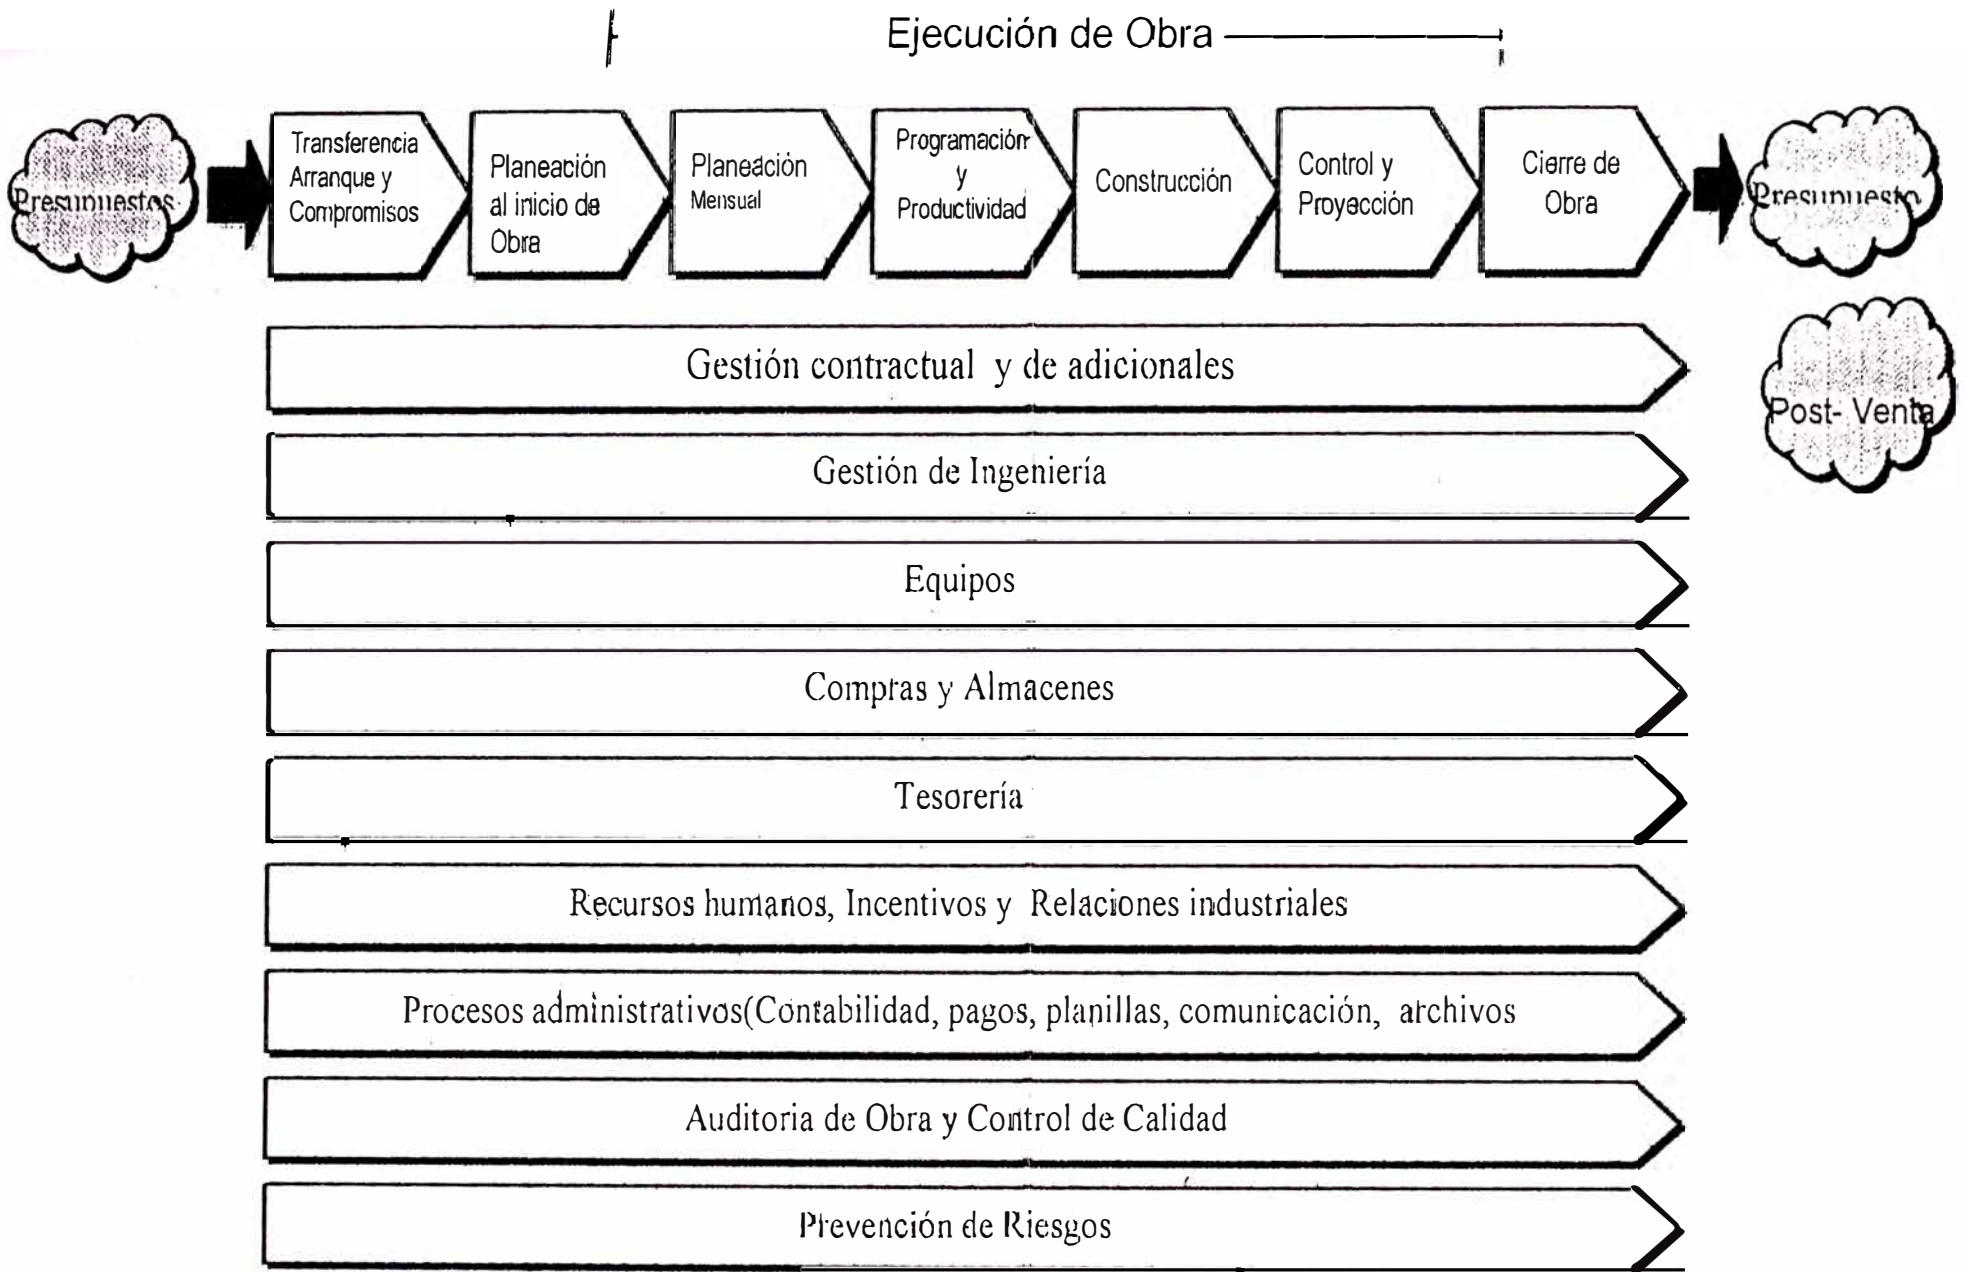 Ejecución de Obra
Presupuestos
Transferencia
Arranque y
Compromisos
Planeación
al inicio de
Obra
Planeación
Mensual
Programación
y
Productividad
Construcción
Control y
Proyección
Cierre de
Obra
Presupuesto
Post- Venta
Gestión contractual y de adicionales
Gestión de Ingeniería
Equipos
Compras y Almacenes
Tesorería
Recursos humanos, Incentivos y Relaciones industriales
Procesos administrativos(Contabilidad, pagos, planillas, comunicación, archivos
Auditoria de Obra y Control de Calidad
Prevención de Riesgos